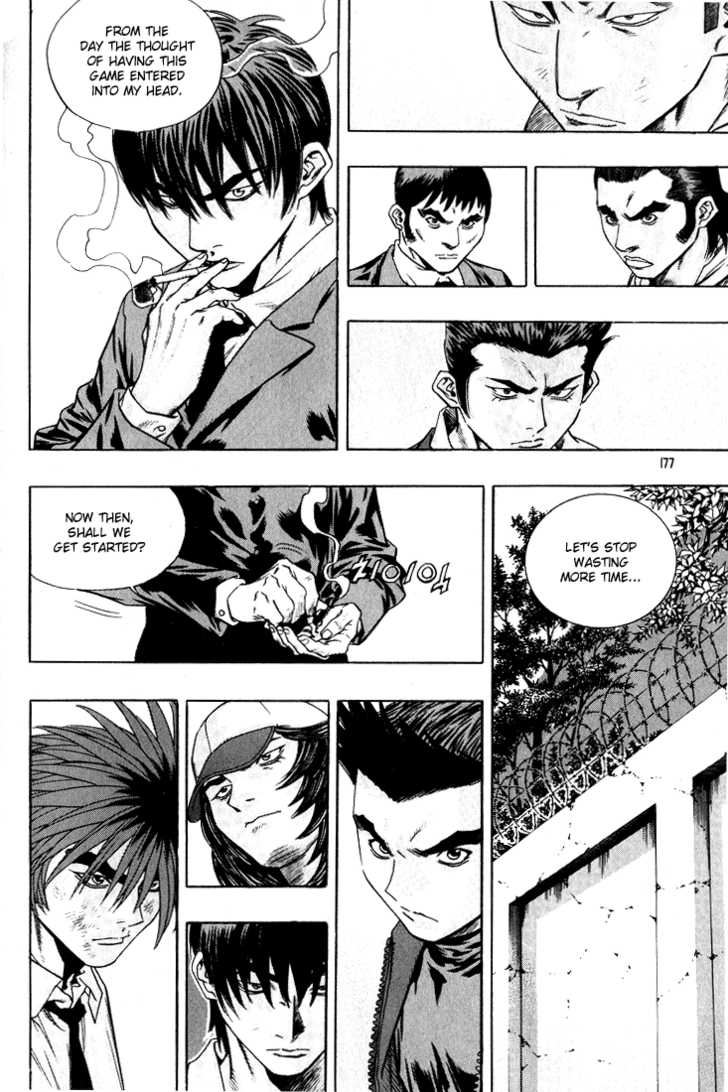 FROM THE
DAY THE THOUGHT
OF HAVING THIS
GAME ENTERED
INTO MY HEAD.
177
NOW THEN,
SHALL WE
GET STARTED?
LET'S STOP
WASTING
MORE TIME...